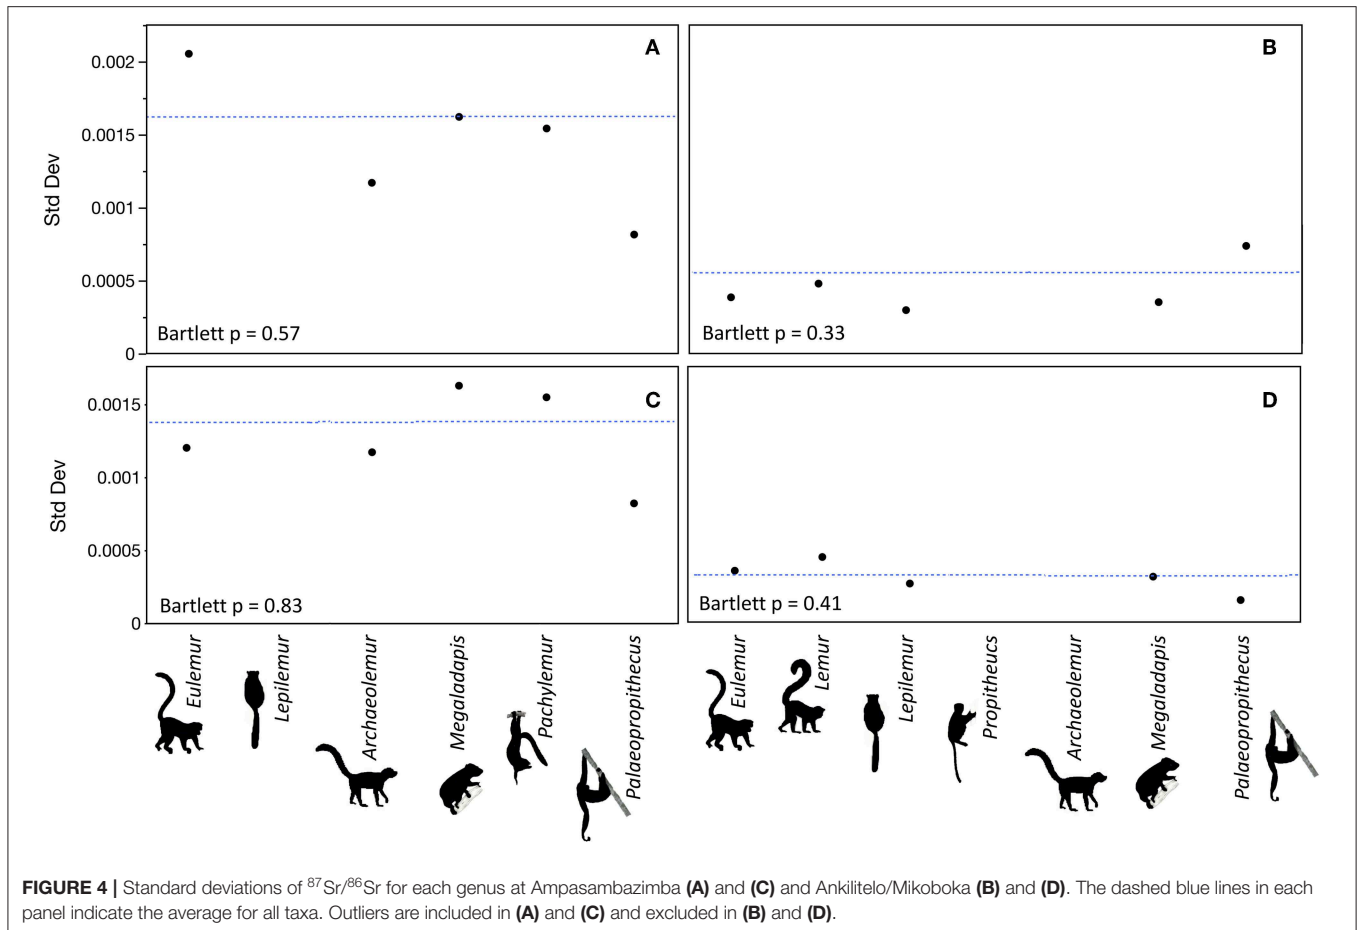 A
B
0.002
0.0015
0.001
0.0005
0
Std Dev
Bartlett p = 0.57
Bartlett p = 0.33
C
D
0.0015
0.001
0.0005
0
Std Dev
Bartlett p = 0.83
Bartlett p = 0.41
Eulemur
Lepilemur
Archaeolemur
Megaladapis
Pachylemur
Palaeopropithecus
Eulemur
Lemur
Lepilemur
Propitheucs
Archaeolemur
Megaladapis
Palaeopropithecus
FIGURE 4 | Standard deviations of ⁸⁷Sr/⁸⁶Sr for each genus at Ampasambazimba (A) and (C) and Ankilitelo/Mikoboka (B) and (D). The dashed blue lines in each
panel indicate the average for all taxa. Outliers are included in (A) and (C) and excluded in (B) and (D).